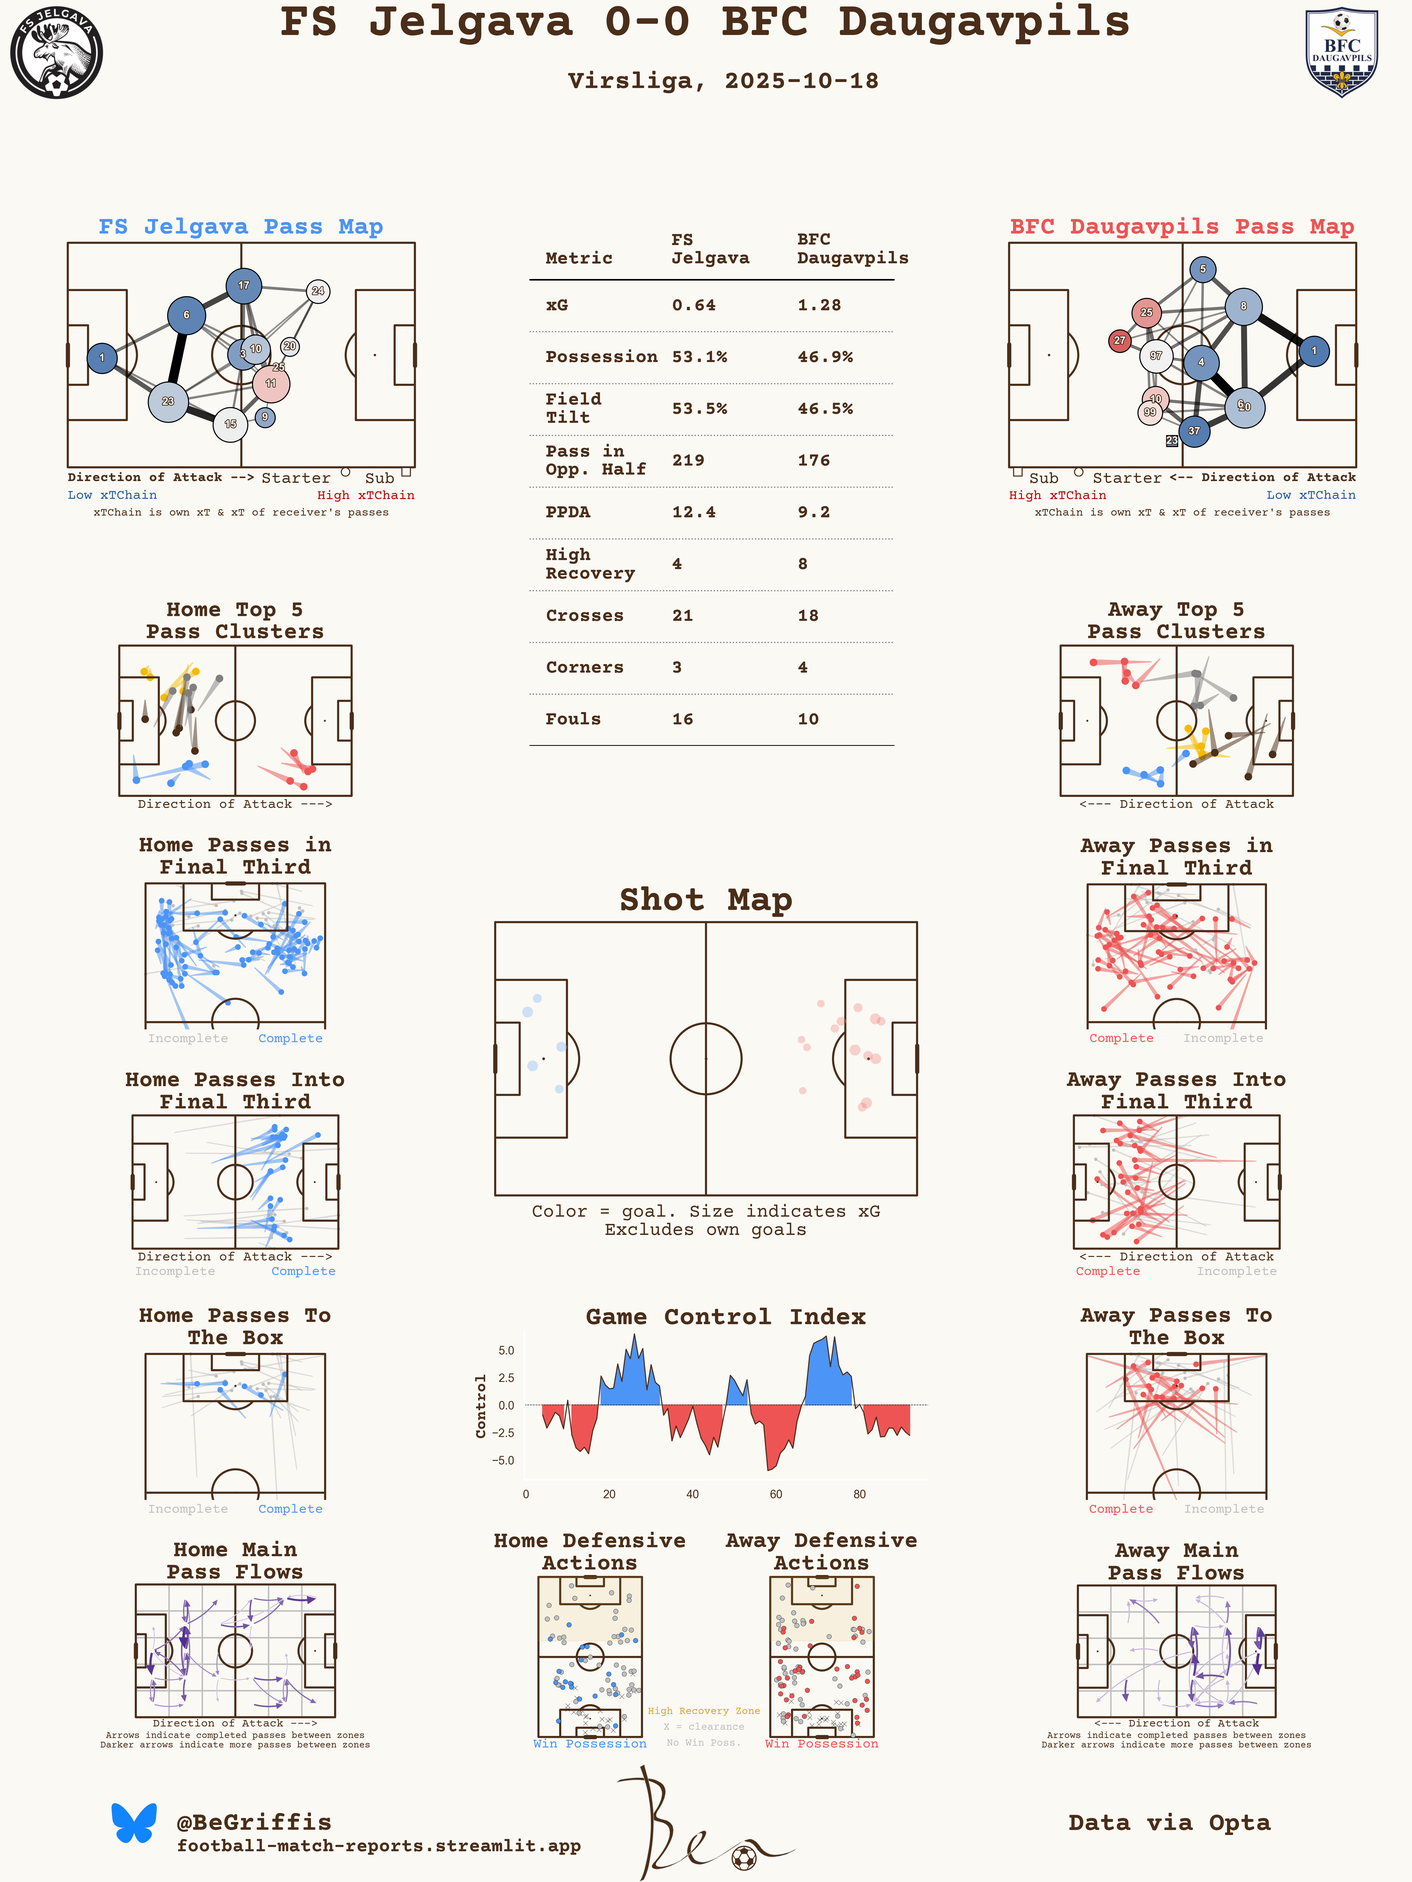 FS Jelgava 0-0 BFC Daugavpils
Virsliga, 2025-10-18
FS JELGAVA
BFC
DAUGAVPILS
FS Jelgava Pass Map
1
6
17
24
3
10
20
25
11
23
15
9
Direction of Attack --> Starter Sub
Low xTChain High xTChain
xTChain is own xT & xT of receiver's passes
Metric FS Jelgava BFC Daugavpils
xG 0.64 1.28
Possession 53.1% 46.9%
Field Tilt 53.5% 46.5%
Pass in Opp. Half 219 176
PPDA 12.4 9.2
High Recovery 4 8
Crosses 21 18
Corners 3 4
Fouls 16 10
BFC Daugavpils Pass Map
5
8
25
27
97
4
1
10
99
6
20
37
23
Sub Starter <-- Direction of Attack
High xTChain Low xTChain
xTChain is own xT & xT of receiver's passes
Home Top 5
Pass Clusters
Direction of Attack --->
Away Top 5
Pass Clusters
<--- Direction of Attack
Home Passes in
Final Third
Incomplete Complete
Away Passes in
Final Third
Complete Incomplete
Shot Map
Color = goal. Size indicates xG
Excludes own goals
Home Passes Into
Final Third
Direction of Attack --->
Incomplete Complete
Away Passes Into
Final Third
<--- Direction of Attack
Complete Incomplete
Home Passes To
The Box
Incomplete Complete
Game Control Index
Control
5.0
2.5
0.0
−2.5
−5.0
0 20 40 60 80
Away Passes To
The Box
Complete Incomplete
Home Main
Pass Flows
Direction of Attack --->
Arrows indicate completed passes between zones
Darker arrows indicate more passes between zones
Home Defensive
Actions
Win Possession
High Recovery Zone
X = clearance
No Win Poss.
Away Defensive
Actions
Win Possession
Away Main
Pass Flows
<--- Direction of Attack
Arrows indicate completed passes between zones
Darker arrows indicate more passes between zones
@BeGriffis
football-match-reports.streamlit.app
Ben
Data via Opta